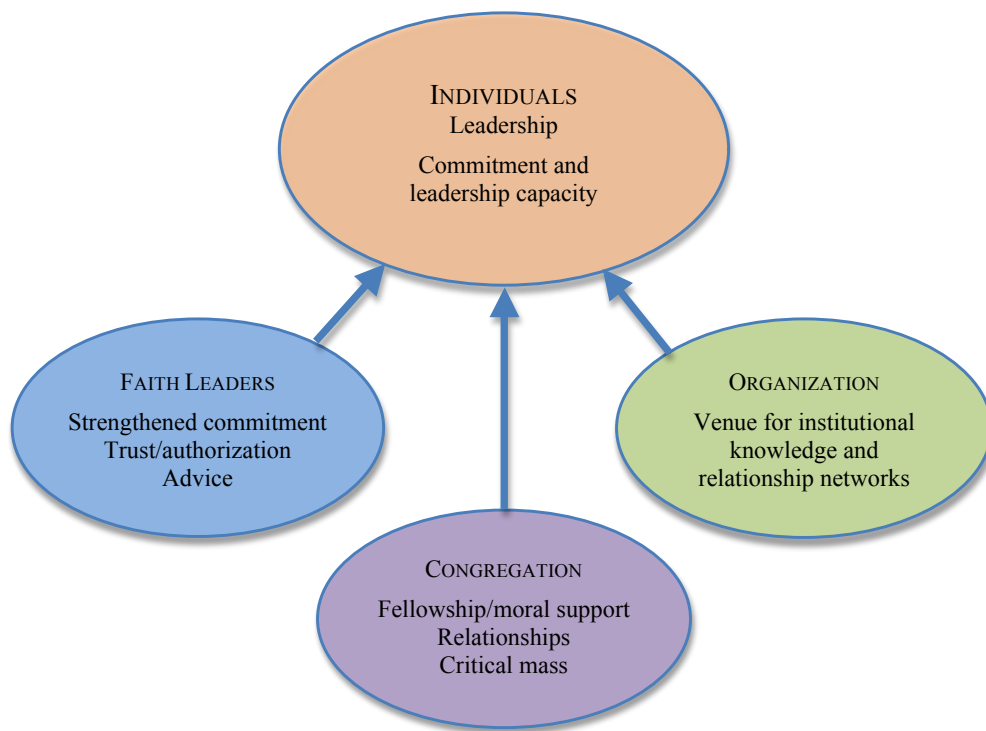 INDIVIDUALS
Leadership
Commitment and
leadership capacity
FAITH LEADERS
Strengthened commitment
Trust/authorization
Advice
ORGANIZATION
Venue for institutional
knowledge and
relationship networks
CONGREGATION
Fellowship/moral support
Relationships
Critical mass